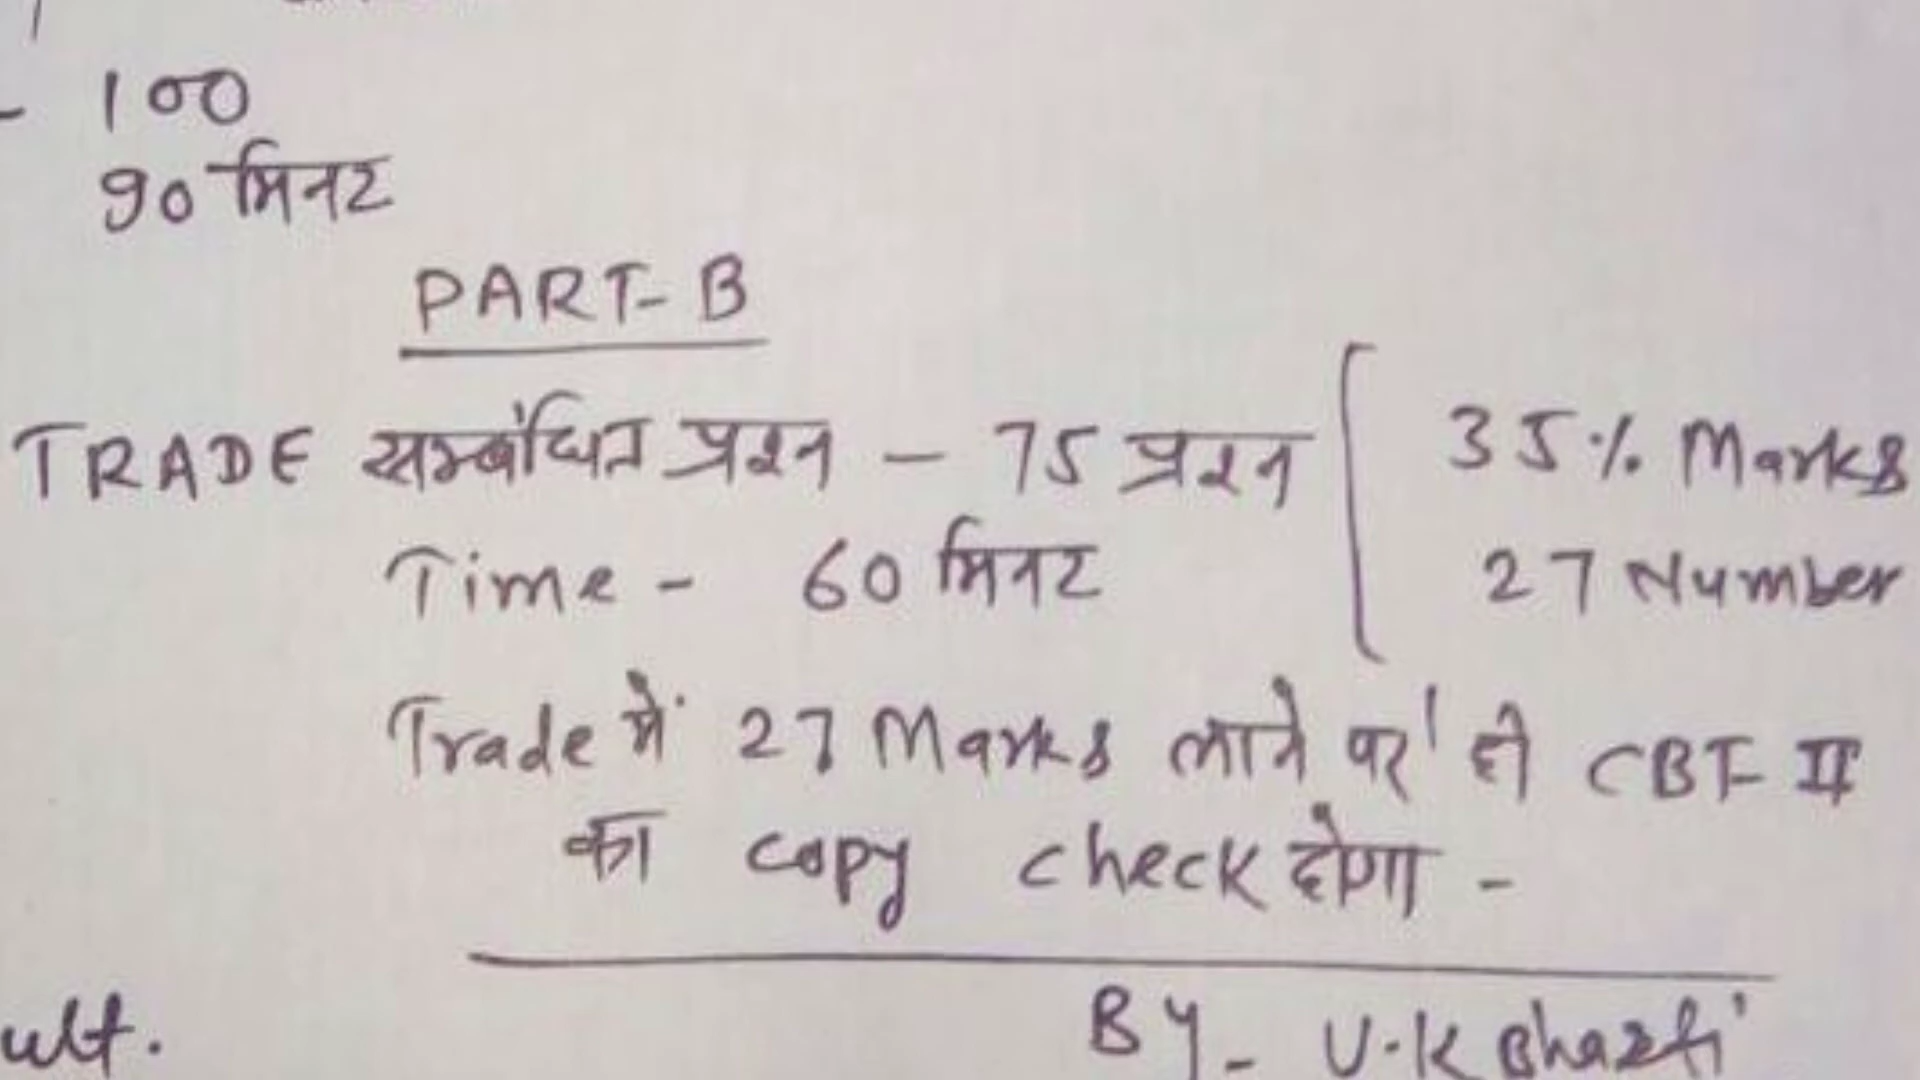 - 100
90 मिनट
PART-B
TRADE सम्बंधित प्रश्न - 75 प्रश्न [ 35% Marks
Time - 60 मिनट 27 Number
Trade में 27 Marks लाने पर ही CBT-II
का copy check होगा -
ult.
By - U.K Bharti